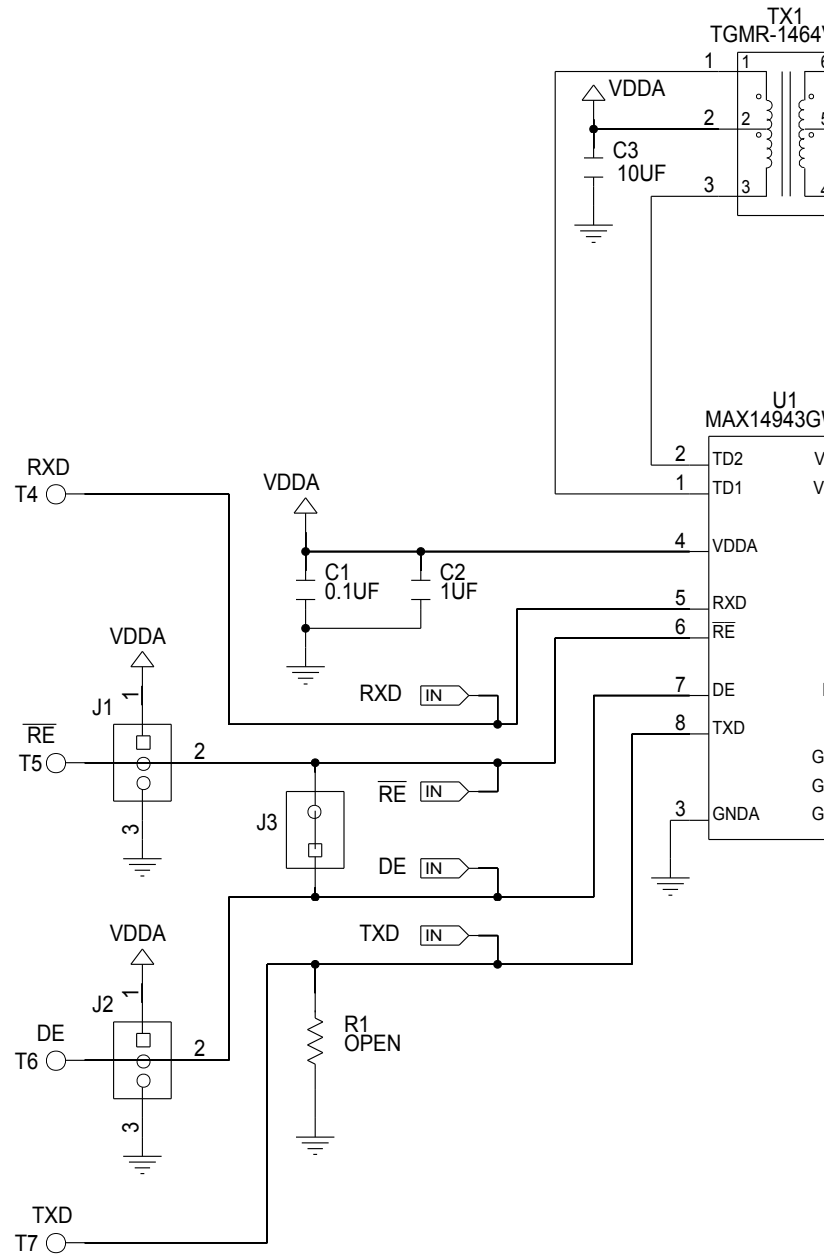 TX1
TGMR-1464
1 1
VDDA
2 2
C3
10UF
3 3
U1
MAX14943G
2 TD2
1 TD1
RXD
T4
VDDA
4 VDDA
C1
0.1UF
C2
1UF
5 RXD
6 RE
VDDA
1
J1
RXD IN
7 DE
RE
T5
2
8 TXD
RE IN
J3
3
3 GNDA
DE IN
VDDA
TXD IN
1
J2
DE
T6
2
R1
OPEN
3
TXD
T7